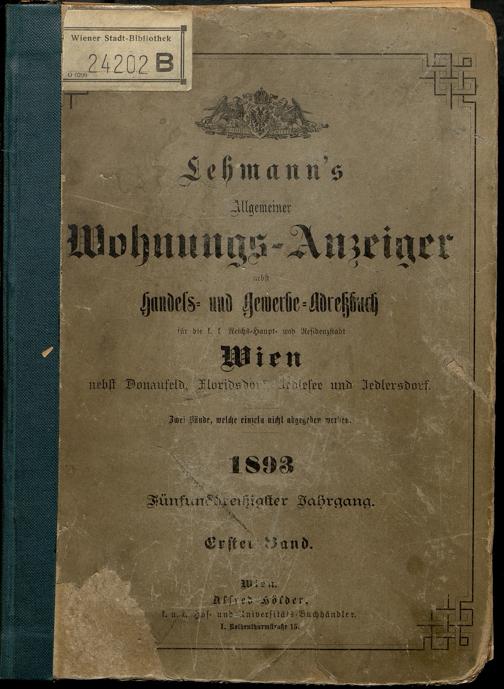 Wiener Stadt-Bibliothek
24202 B
Lehmann's
Allgemeiner
Wohnungs-Anzeiger
nebst
Handels- und Gewerbe-Adreßbuch
für die k. k. Reichs-Haupt- und Residenzstadt
Wien
nebst Donaufeld, Floridsdorf, Jedlesee und Jedlersdorf.
Zwei Bände, welche einzeln nicht abgegeben werden.
1893
Fünfunddreißigster Jahrgang.
Erster Band.
Wien.
Alfred Hölder,
k. u. k. Hof- und Universitäts-Buchhändler,
I. Rothenthurmstraße 15.